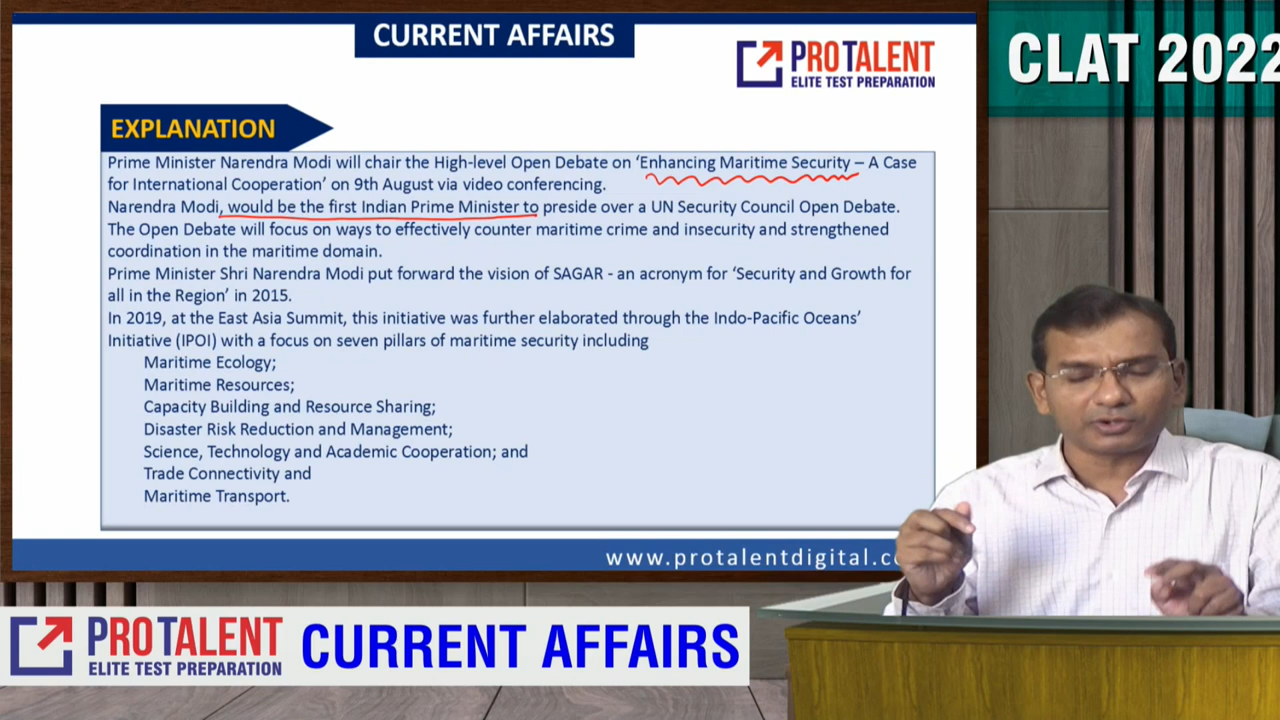 CURRENT AFFAIRS
PROTALENT
ELITE TEST PREPARATION
CLAT 2022
EXPLANATION
Prime Minister Narendra Modi will chair the High-level Open Debate on ‘Enhancing Maritime Security – A Case
for International Cooperation’ on 9th August via video conferencing.
Narendra Modi, would be the first Indian Prime Minister to preside over a UN Security Council Open Debate.
The Open Debate will focus on ways to effectively counter maritime crime and insecurity and strengthened
coordination in the maritime domain.
Prime Minister Shri Narendra Modi put forward the vision of SAGAR - an acronym for ‘Security and Growth for
all in the Region’ in 2015.
In 2019, at the East Asia Summit, this initiative was further elaborated through the Indo-Pacific Oceans’
Initiative (IPOI) with a focus on seven pillars of maritime security including
Maritime Ecology;
Maritime Resources;
Capacity Building and Resource Sharing;
Disaster Risk Reduction and Management;
Science, Technology and Academic Cooperation; and
Trade Connectivity and
Maritime Transport.
www.protalentdigital.c
PROTALENT
ELITE TEST PREPARATION
CURRENT AFFAIRS